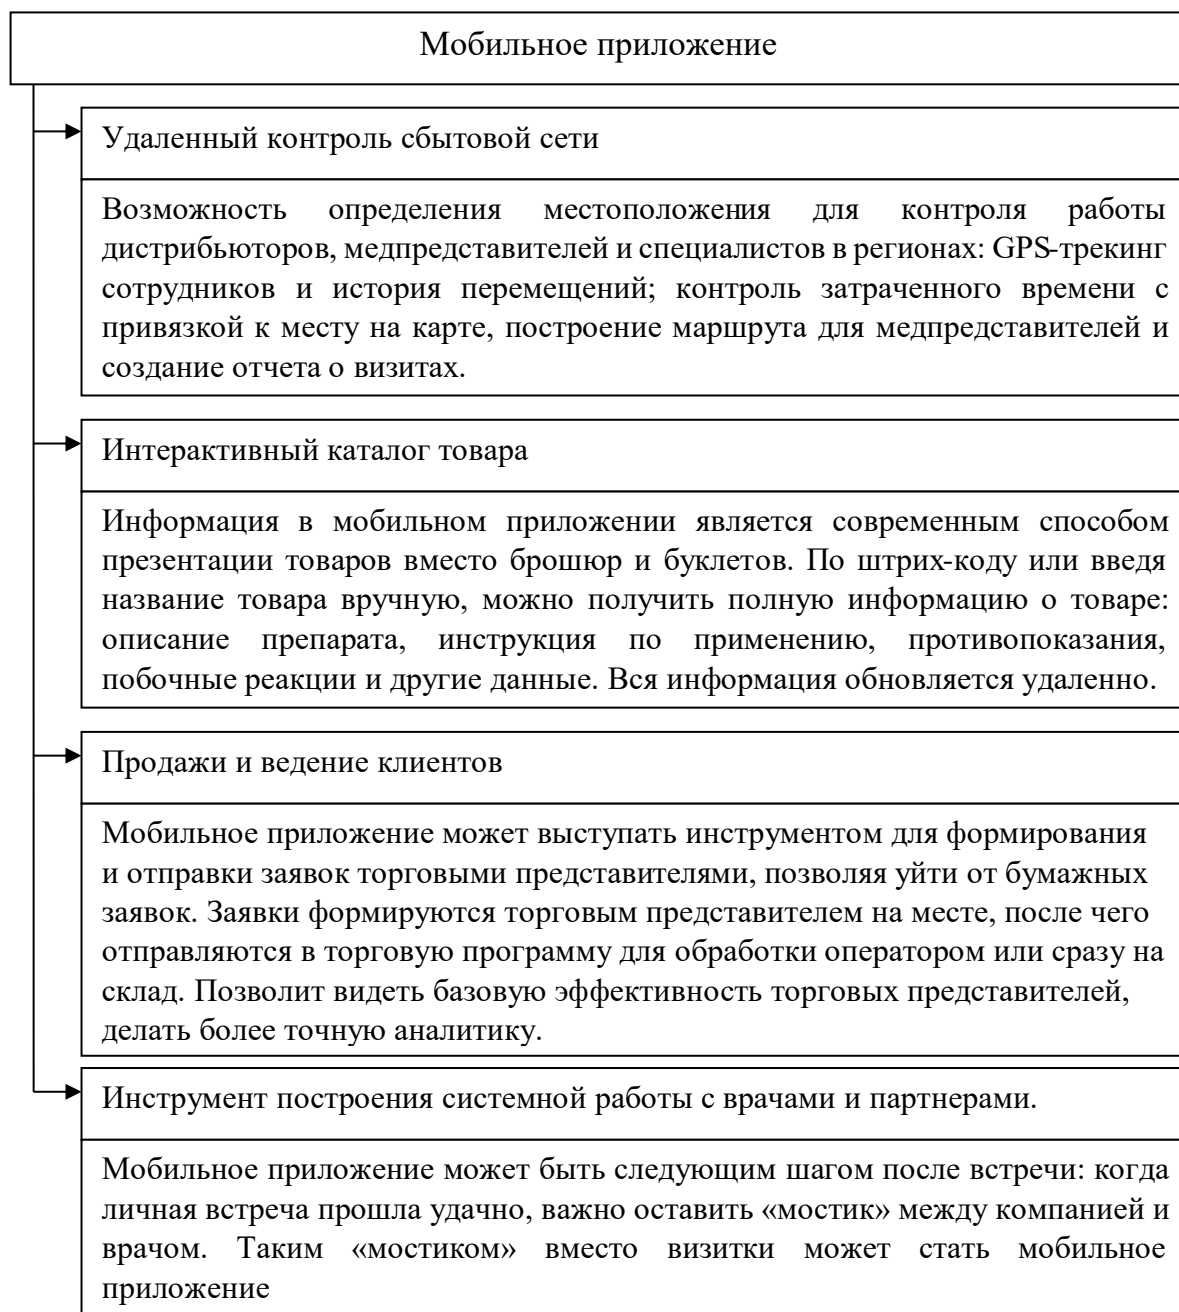 Мобильное приложение
Удаленный контроль сбытовой сети
Возможность определения местоположения для контроля работы
дистрибьюторов, медпредставителей и специалистов в регионах: GPS-трекинг
сотрудников и история перемещений; контроль затраченного времени с
привязкой к месту на карте, построение маршрута для медпредставителей и
создание отчета о визитах.
Интерактивный каталог товара
Информация в мобильном приложении является современным способом
презентации товаров вместо брошюр и буклетов. По штрих-коду или введя
название товара вручную, можно получить полную информацию о товаре:
описание препарата, инструкция по применению, противопоказания,
побочные реакции и другие данные. Вся информация обновляется удаленно.
Продажи и ведение клиентов
Мобильное приложение может выступать инструментом для формирования
и отправки заявок торговыми представителями, позволяя уйти от бумажных
заявок. Заявки формируются торговым представителем на месте, после чего
отправляются в торговую программу для обработки оператором или сразу на
склад. Позволит видеть базовую эффективность торговых представителей,
делать более точную аналитику.
Инструмент построения системной работы с врачами и партнерами.
Мобильное приложение может быть следующим шагом после встречи: когда
личная встреча прошла удачно, важно оставить «мостик» между компанией и
врачом. Таким «мостиком» вместо визитки может стать мобильное
приложение